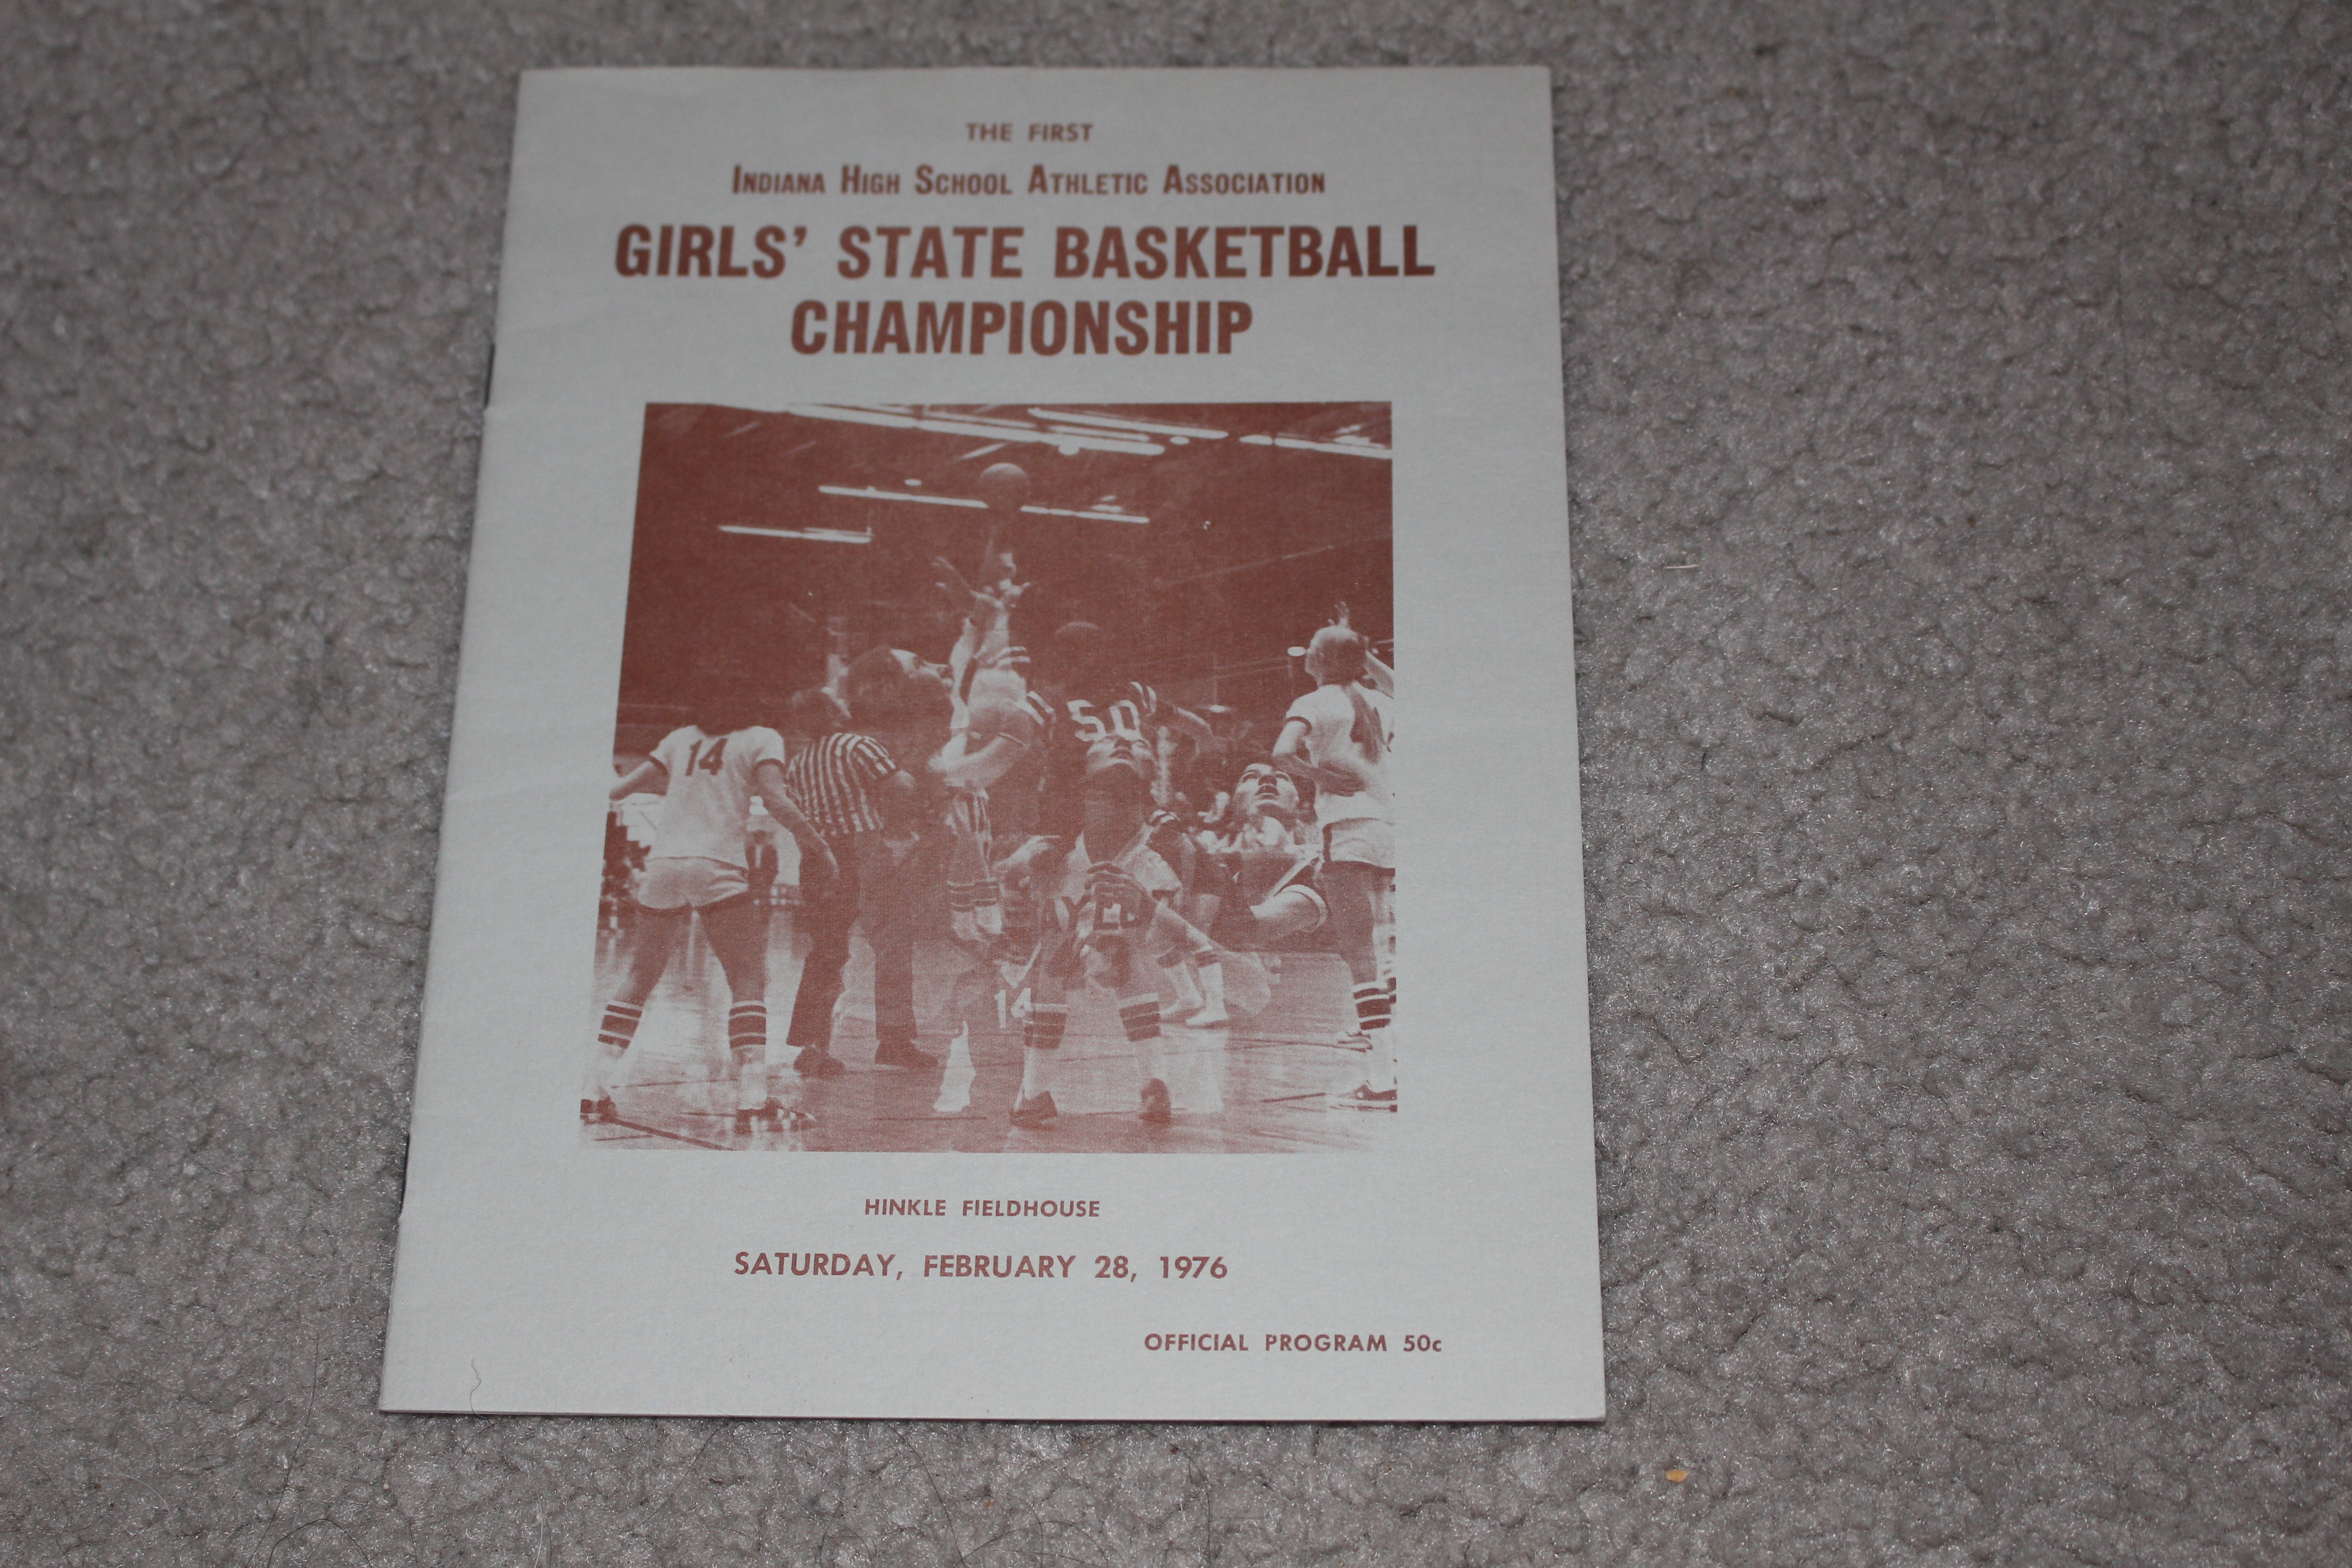 THE FIRST
INDIANA HIGH SCHOOL ATHLETIC ASSOCIATION
GIRLS' STATE BASKETBALL
CHAMPIONSHIP
50
14
14
HINKLE FIELDHOUSE
SATURDAY, FEBRUARY 28, 1976
OFFICIAL PROGRAM 50c